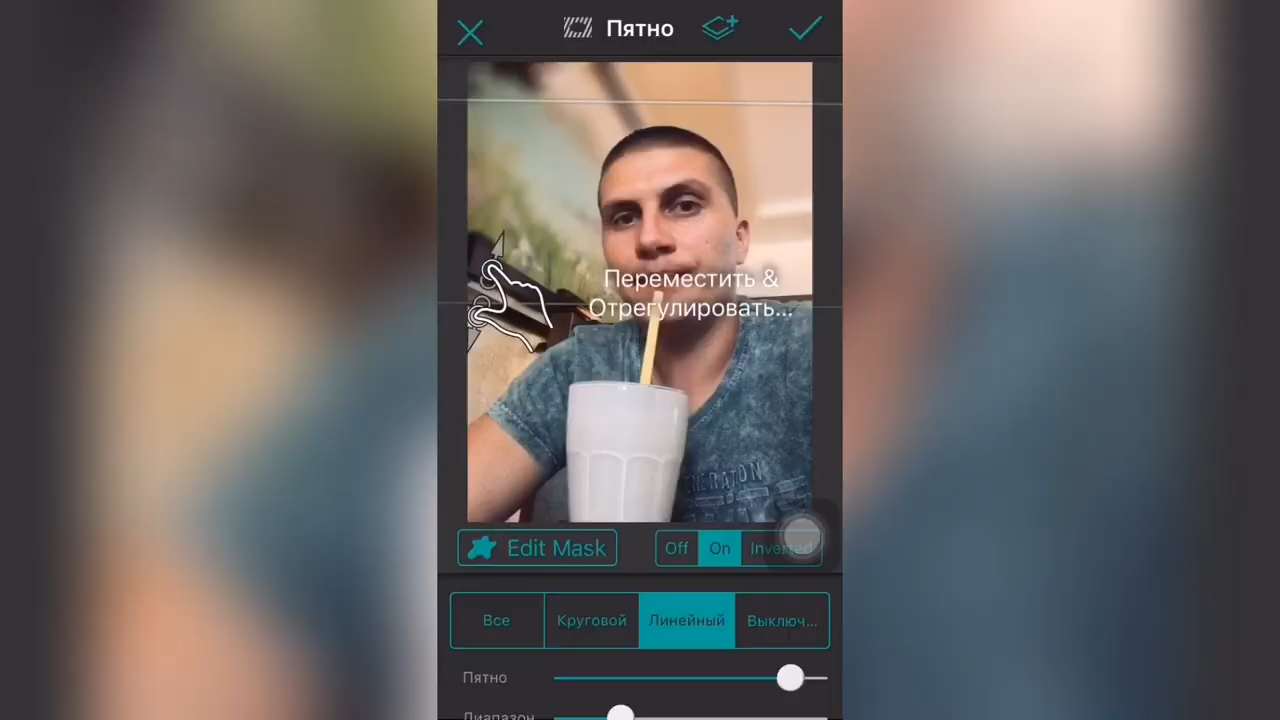 Пятно
Переместить &
Отрегулировать...
Edit Mask
Off On Inverted
Все Круговой Линейный Выключ...
Пятно
Диапазон